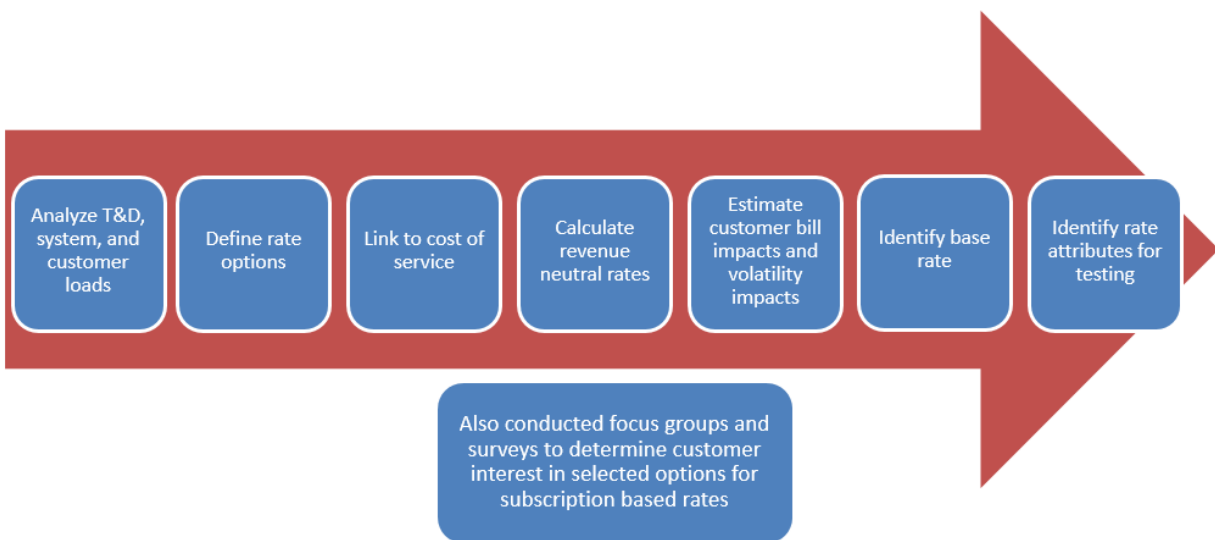 Analyze T&D,
system, and
customer
loads
Define rate
options
Link to cost of
service
Calculate
revenue
neutral rates
Estimate
customer bill
impacts and
volatility
impacts
Identify base
rate
Identify rate
attributes for
testing
Also conducted focus groups and
surveys to determine customer
interest in selected options for
subscription based rates